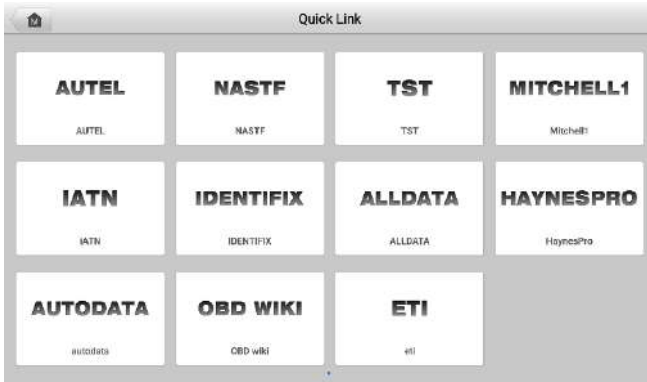 Quick Link
AUTEL
AUTEL
NASTF
NASTF
TST
TST
MITCHELL1
Mitchell1
IATN
IATN
IDENTIFIX
IDENTIFIX
ALLDATA
ALLDATA
HAYNESPRO
HaynesPro
AUTODATA
autodata
OBD WIKI
OBD wiki
ETI
eti